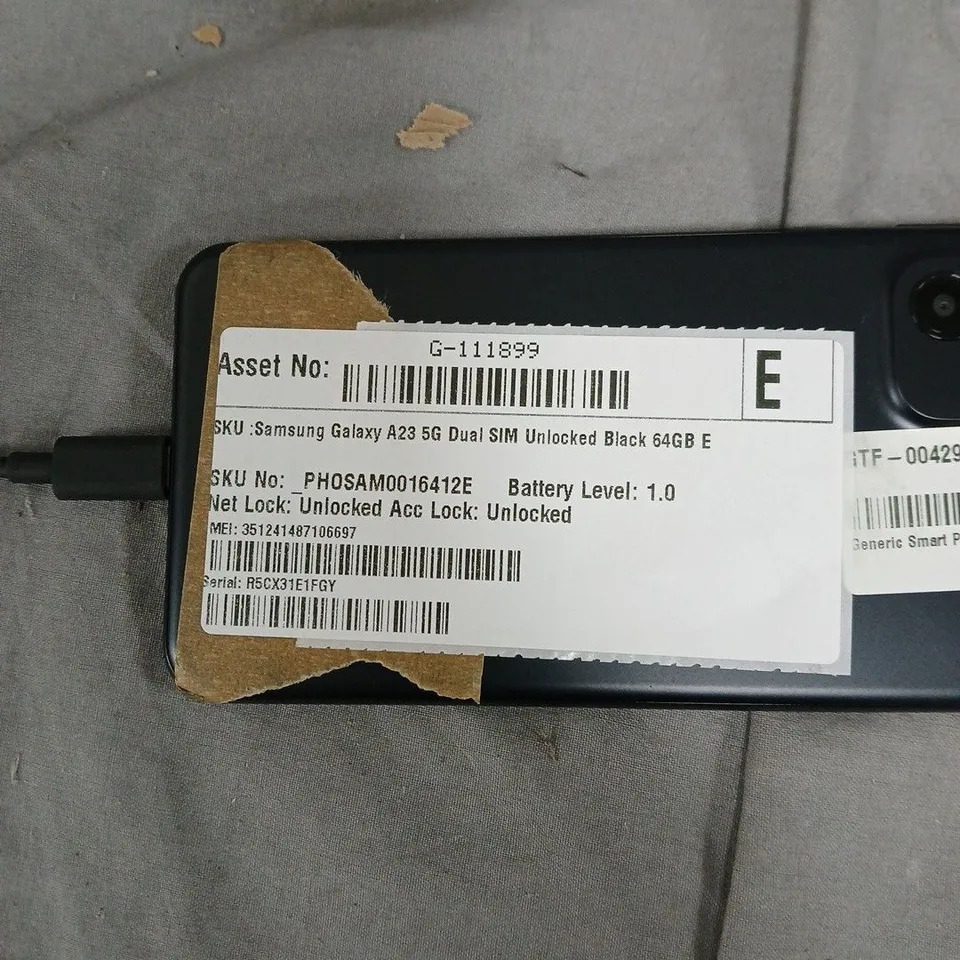 G-111899
Asset No:
E
SKU :Samsung Galaxy A23 5G Dual SIM Unlocked Black 64GB E
SKU No: _PHOSAM0016412E Battery Level: 1.0
Net Lock: Unlocked Acc Lock: Unlocked
MEI: 351241487106697
Serial: R5CX31E1FGY
TF-00429
Generic Smart P